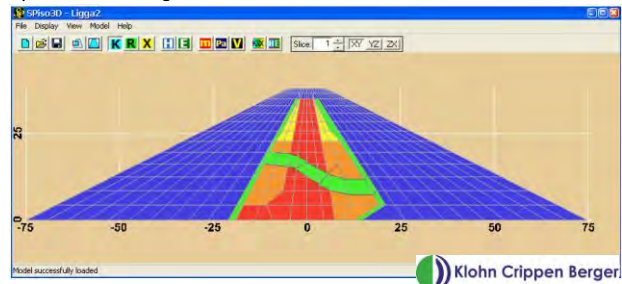 SPiso3D - Ligga2
File Display View Model Help
K R X Po V Slice: 1 XY YZ ZX
25
0
-75 -50 -25 0 25 50 75
Model successfully loaded
Klohn Crippen Berger